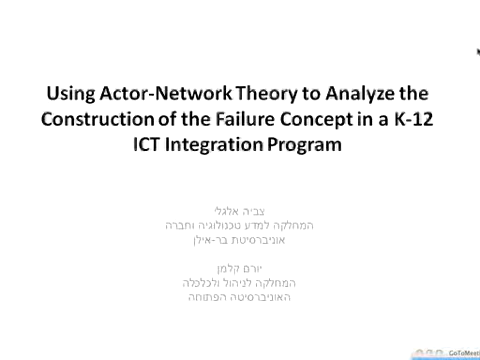 Using Actor-Network Theory to Analyze the
Construction of the Failure Concept in a K-12
ICT Integration Program
צביה אלגלי
המחלקה למדע טכנולוגיה וחברה
אוניברסיטת בר-אילן
יורם קלמן
המחלקה לניהול ולכלכלה
האוניברסיטה הפתוחה